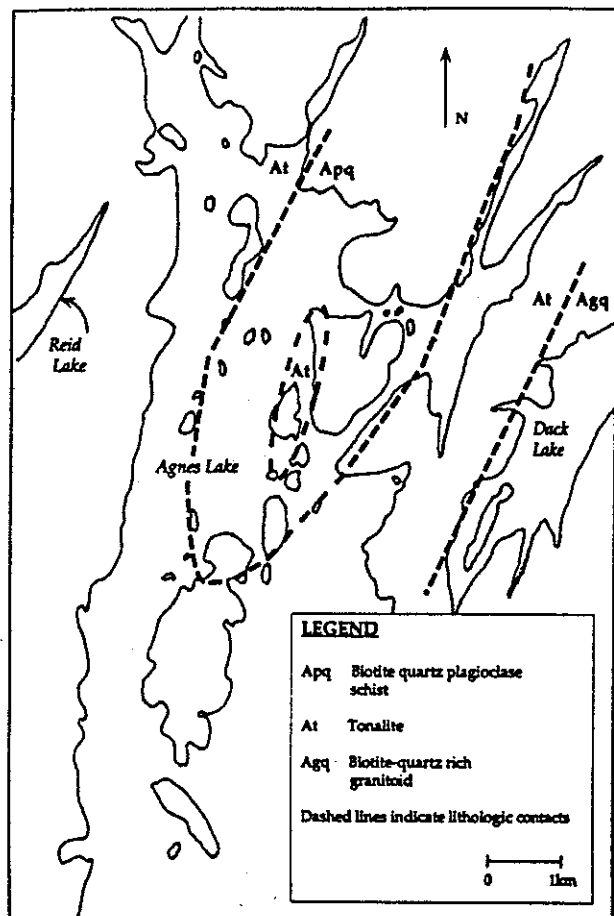 N
At
Apq
At
Agq
Reid
Lake
At
Agnes Lake
Dack
Lake
LEGEND
Apq Biotite quartz plagioclase
schist
At Tonalite
Agq Biotite-quartz rich
granitoid
Dashed lines indicate lithologic contacts
0 1km